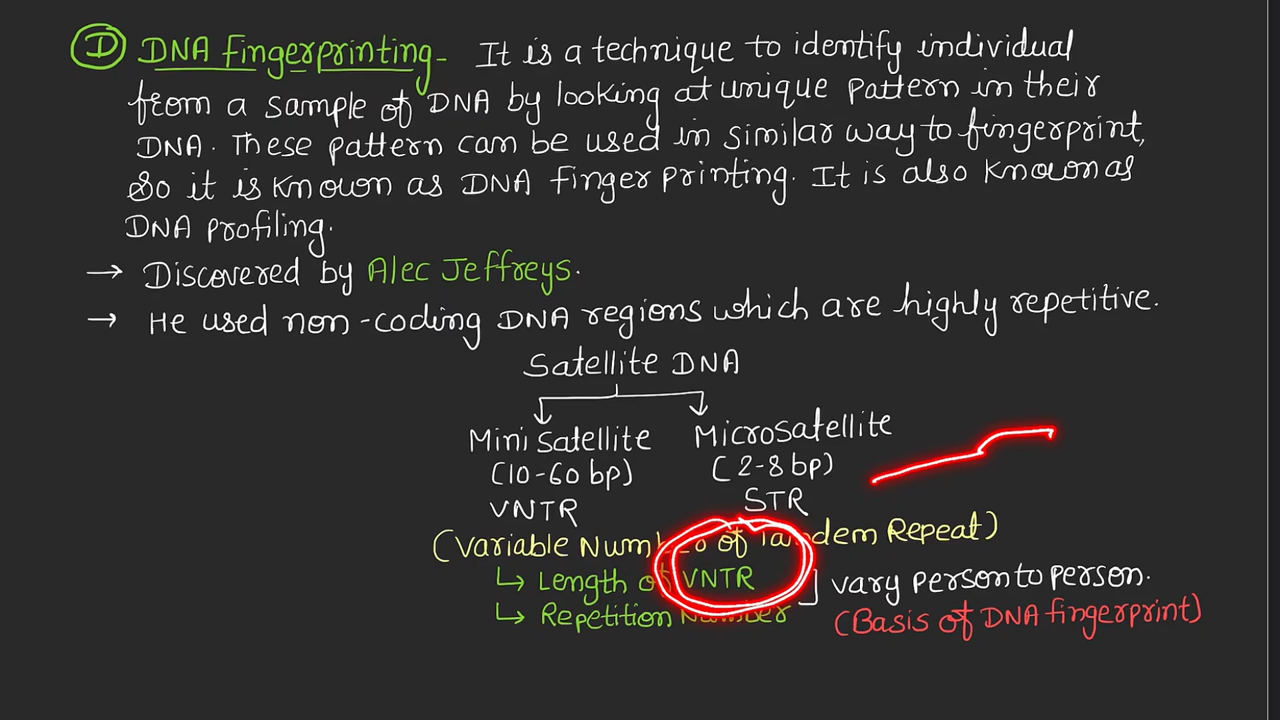 D DNA Fingerprinting- It is a technique to identify individual
from a sample of DNA by looking at unique pattern in their
DNA. These pattern can be used in similar way to fingerprint,
So it is known as DNA finger printing. It is also known as
DNA profiling.
→ Discovered by Alec Jeffreys.
→ He used non-coding DNA regions which are highly repetitive.
Satellite DNA
Mini Satellite Microsatellite
(10-60 bp) (2-8 bp)
VNTR STR
(Variable Number of Tandem Repeat)
↳ Length of VNTR
↳ Repetition Number
] vary person to person.
(Basis of DNA fingerprint)